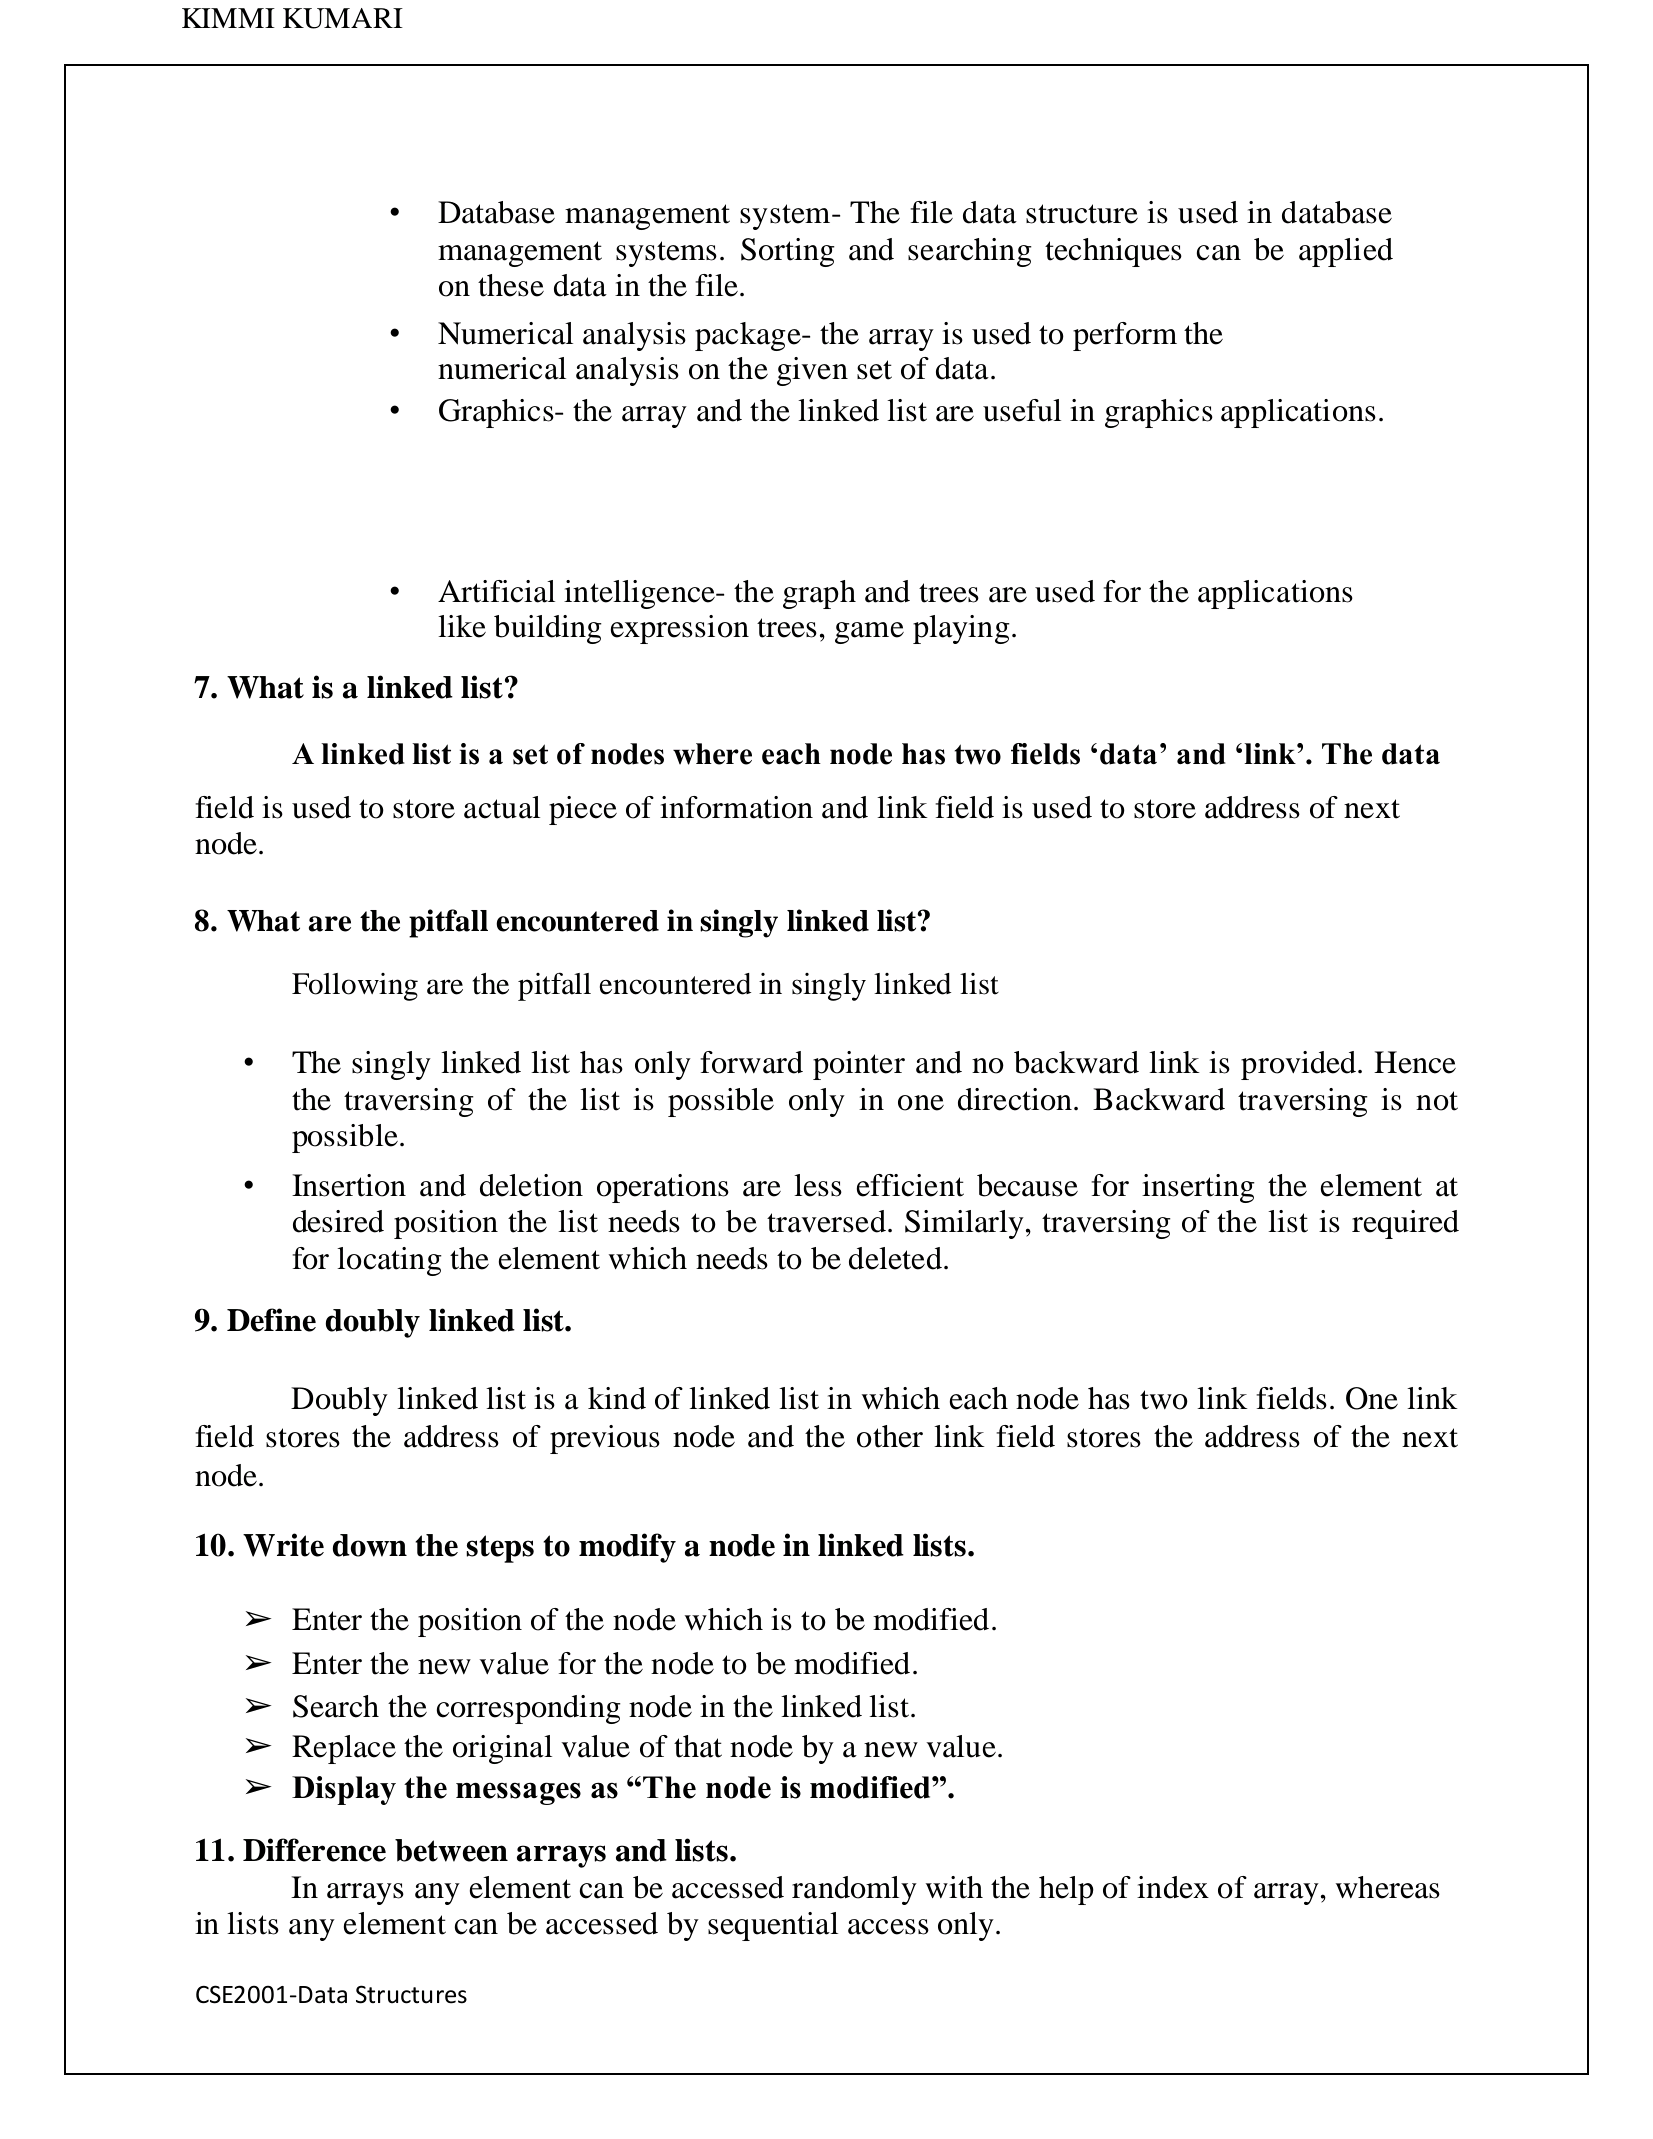 KIMMI KUMARI
• Database management system- The file data structure is used in database
management systems. Sorting and searching techniques can be applied
on these data in the file.
• Numerical analysis package- the array is used to perform the
numerical analysis on the given set of data.
• Graphics- the array and the linked list are useful in graphics applications.
• Artificial intelligence- the graph and trees are used for the applications
like building expression trees, game playing.
7. What is a linked list?
A linked list is a set of nodes where each node has two fields ‘data’ and ‘link’. The data
field is used to store actual piece of information and link field is used to store address of next
node.
8. What are the pitfall encountered in singly linked list?
Following are the pitfall encountered in singly linked list
• The singly linked list has only forward pointer and no backward link is provided. Hence
the traversing of the list is possible only in one direction. Backward traversing is not
possible.
• Insertion and deletion operations are less efficient because for inserting the element at
desired position the list needs to be traversed. Similarly, traversing of the list is required
for locating the element which needs to be deleted.
9. Define doubly linked list.
Doubly linked list is a kind of linked list in which each node has two link fields. One link
field stores the address of previous node and the other link field stores the address of the next
node.
10. Write down the steps to modify a node in linked lists.
➢ Enter the position of the node which is to be modified.
➢ Enter the new value for the node to be modified.
➢ Search the corresponding node in the linked list.
➢ Replace the original value of that node by a new value.
➢ Display the messages as “The node is modified”.
11. Difference between arrays and lists.
In arrays any element can be accessed randomly with the help of index of array, whereas
in lists any element can be accessed by sequential access only.
CSE2001-Data Structures